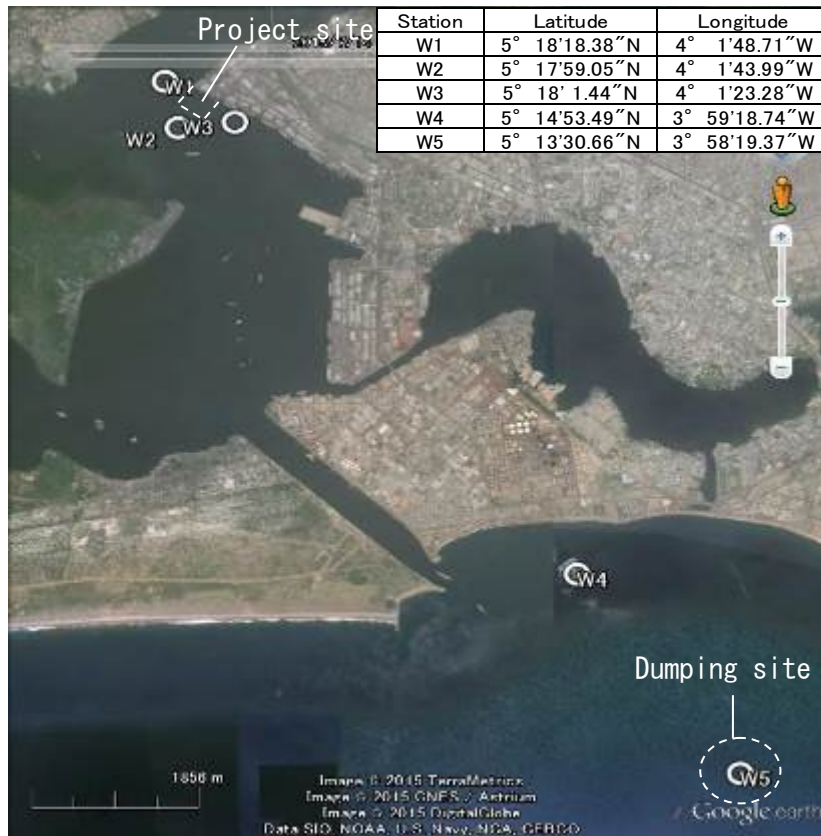 Project site
Station Latitude Longitude
W1 5° 18'18.38"N 4° 1'48.71"W
W2 5° 17'59.05"N 4° 1'43.99"W
W3 5° 18' 1.44"N 4° 1'23.28"W
W4 5° 14'53.49"N 3° 59'18.74"W
W5 5° 13'30.66"N 3° 58'19.37"W
W1
W2
W3
W4
Dumping site
W5
1856 m
Image © 2015 TerraMetrics
Image © 2015 CNES / Astrium
Image © 2015 DigitalGlobe
Data SIO, NOAA, U.S. Navy, NGA, GEBCO
Google earth